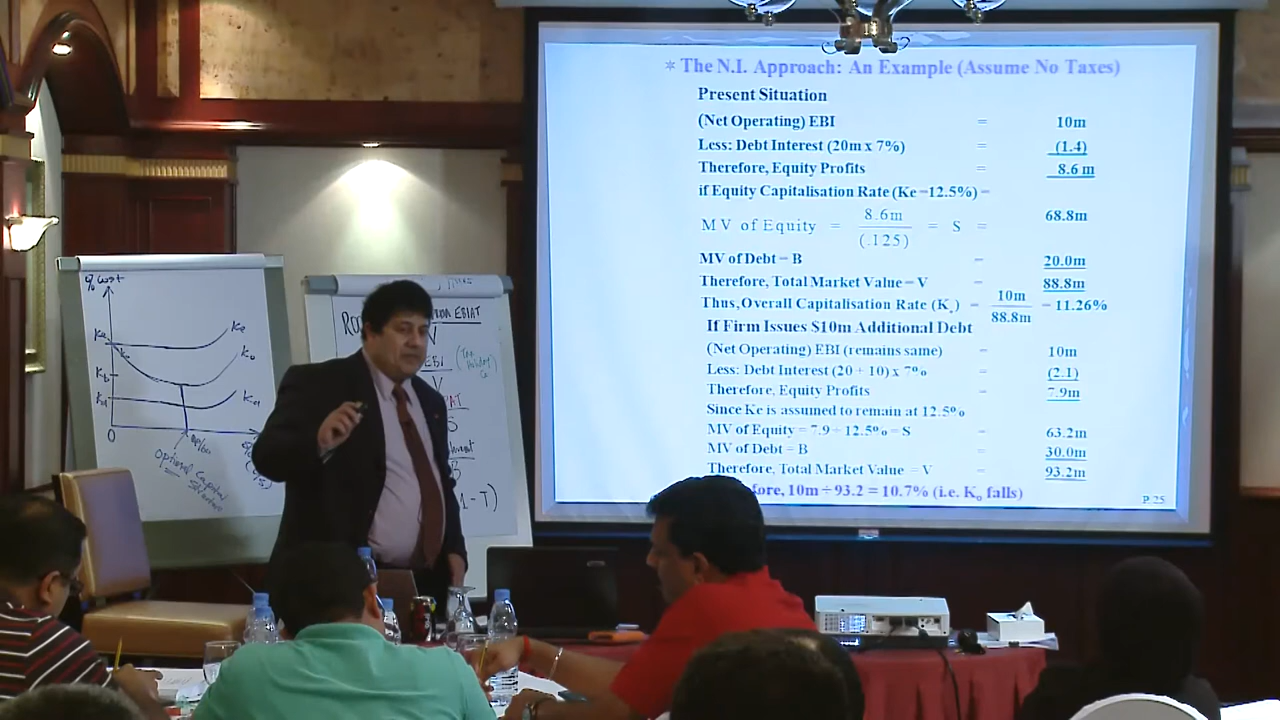 * The N.I. Approach: An Example (Assume No Taxes)
Present Situation
(Net Operating) EBI = 10m
Less: Debt Interest (20m x 7%) = (1.4)
Therefore, Equity Profits = 8.6 m
if Equity Capitalisation Rate (Ke = 12.5%) =
MV of Equity = 8.6m / (.125) = S = 68.8m
MV of Debt = B = 20.0m
Therefore, Total Market Value = V = 88.8m
Thus, Overall Capitalisation Rate (Ko) = 10m / 88.8m = 11.26%
If Firm Issues $10m Additional Debt
(Net Operating) EBI (remains same) = 10m
Less: Debt Interest (20 + 10) x 7% = (2.1)
Therefore, Equity Profits = 7.9m
Since Ke is assumed to remain at 12.5%
MV of Equity = 7.9 ÷ 12.5% = S = 63.2m
MV of Debt = B = 30.0m
Therefore, Total Market Value = V = 93.2m
fore, 10m ÷ 93.2 = 10.7% (i.e. Ko falls)
P. 25
% Cost
Ke
Ko
Kd
0
Optimal Capital
Structure
EBIAT
V
EBI
V
S
B
- T)